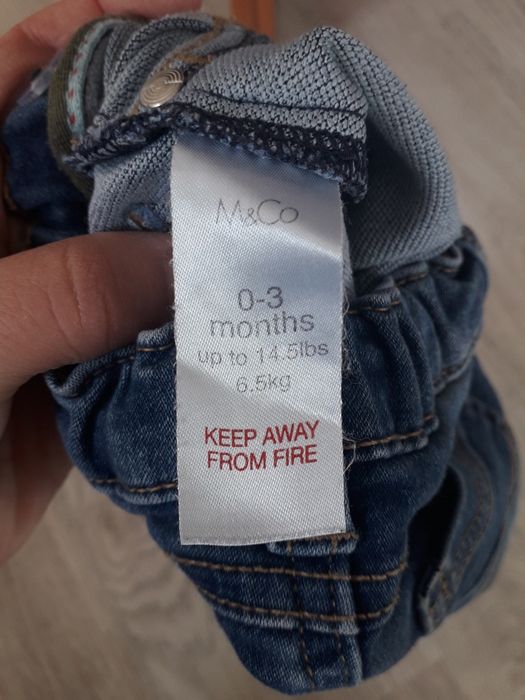 M&Co
0-3
months
up to 14.5lbs
6.5kg
KEEP AWAY
FROM FIRE